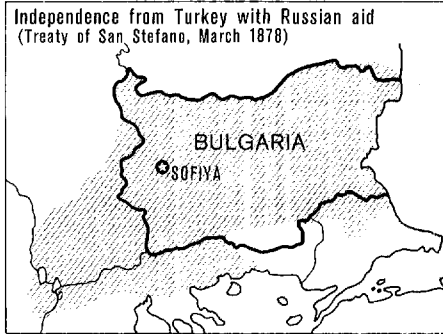 Independence from Turkey with Russian aid
(Treaty of San Stefano, March 1878)
BULGARIA
SOFIYA